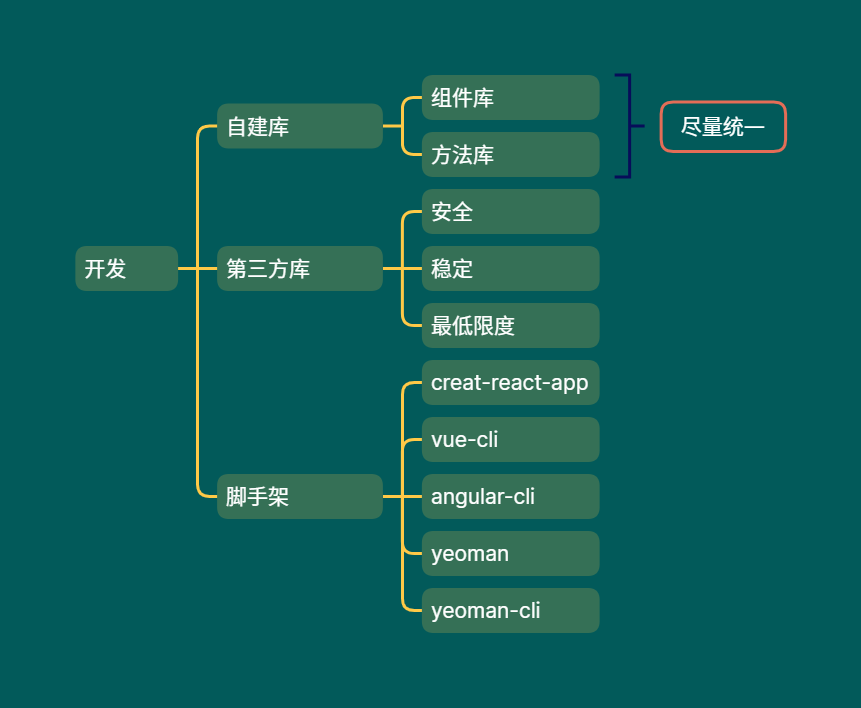 组件库
自建库
尽量统一
方法库
安全
开发
第三方库
稳定
最低限度
creat-react-app
vue-cli
脚手架
angular-cli
yeoman
yeoman-cli